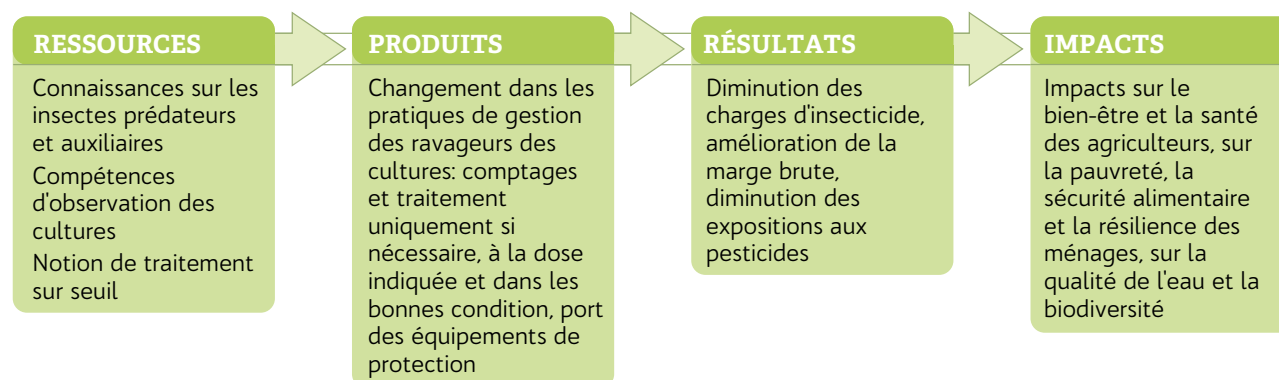 RESSOURCES
Connaissances sur les
insectes prédateurs
et auxiliaires
Compétences
d'observation des
cultures
Notion de traitement
sur seuil
PRODUITS
Changement dans les
pratiques de gestion
des ravageurs des
cultures: comptages
et traitement
uniquement si
nécessaire, à la dose
indiquée et dans les
bonnes condition, port
des équipements de
protection
RÉSULTATS
Diminution des
charges d'insecticide,
amélioration de la
marge brute,
diminution des
expositions aux
pesticides
IMPACTS
Impacts sur le
bien-être et la santé
des agriculteurs, sur
la pauvreté, la
sécurité alimentaire
et la résilience des
ménages, sur la
qualité de l'eau et la
biodiversité